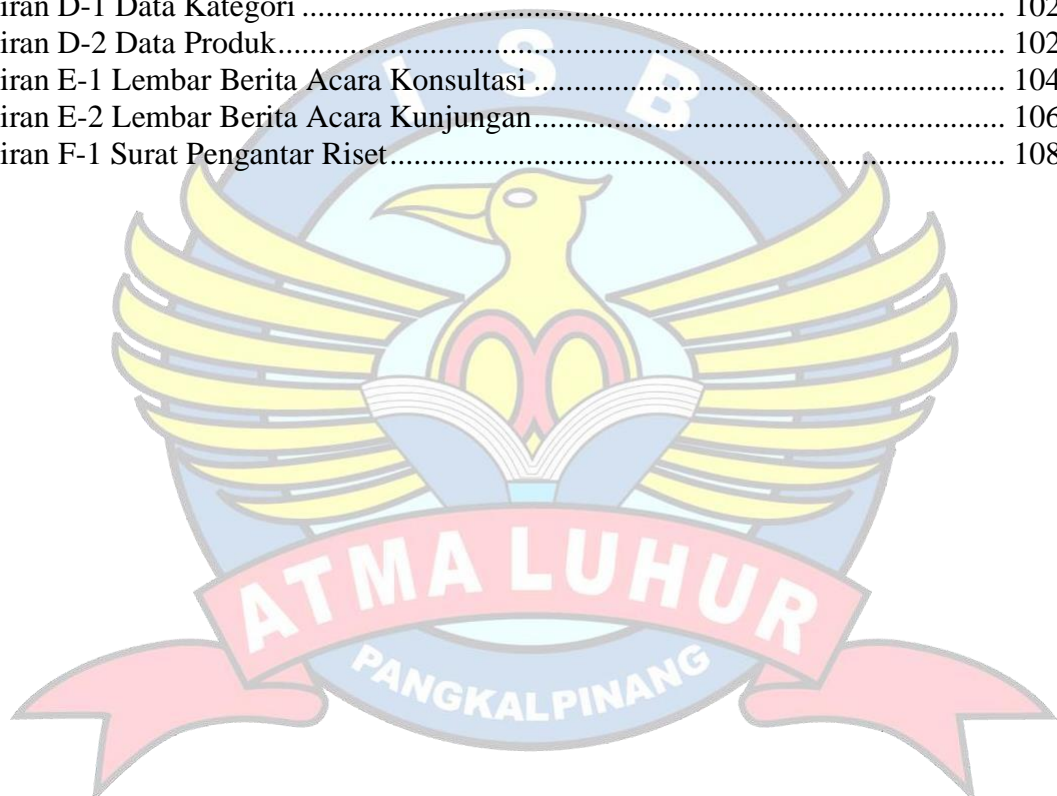 iran D-1 Data Kategori ........................................................................................... 102
iran D-2 Data Produk.............................................................................................. 102
iran E-1 Lembar Berita Acara Konsultasi ............................................................. 104
iran E-2 Lembar Berita Acara Kunjungan............................................................. 106
iran F-1 Surat Pengantar Riset................................................................................ 108
I S B
ATMA LUHUR
PANGKALPINANG